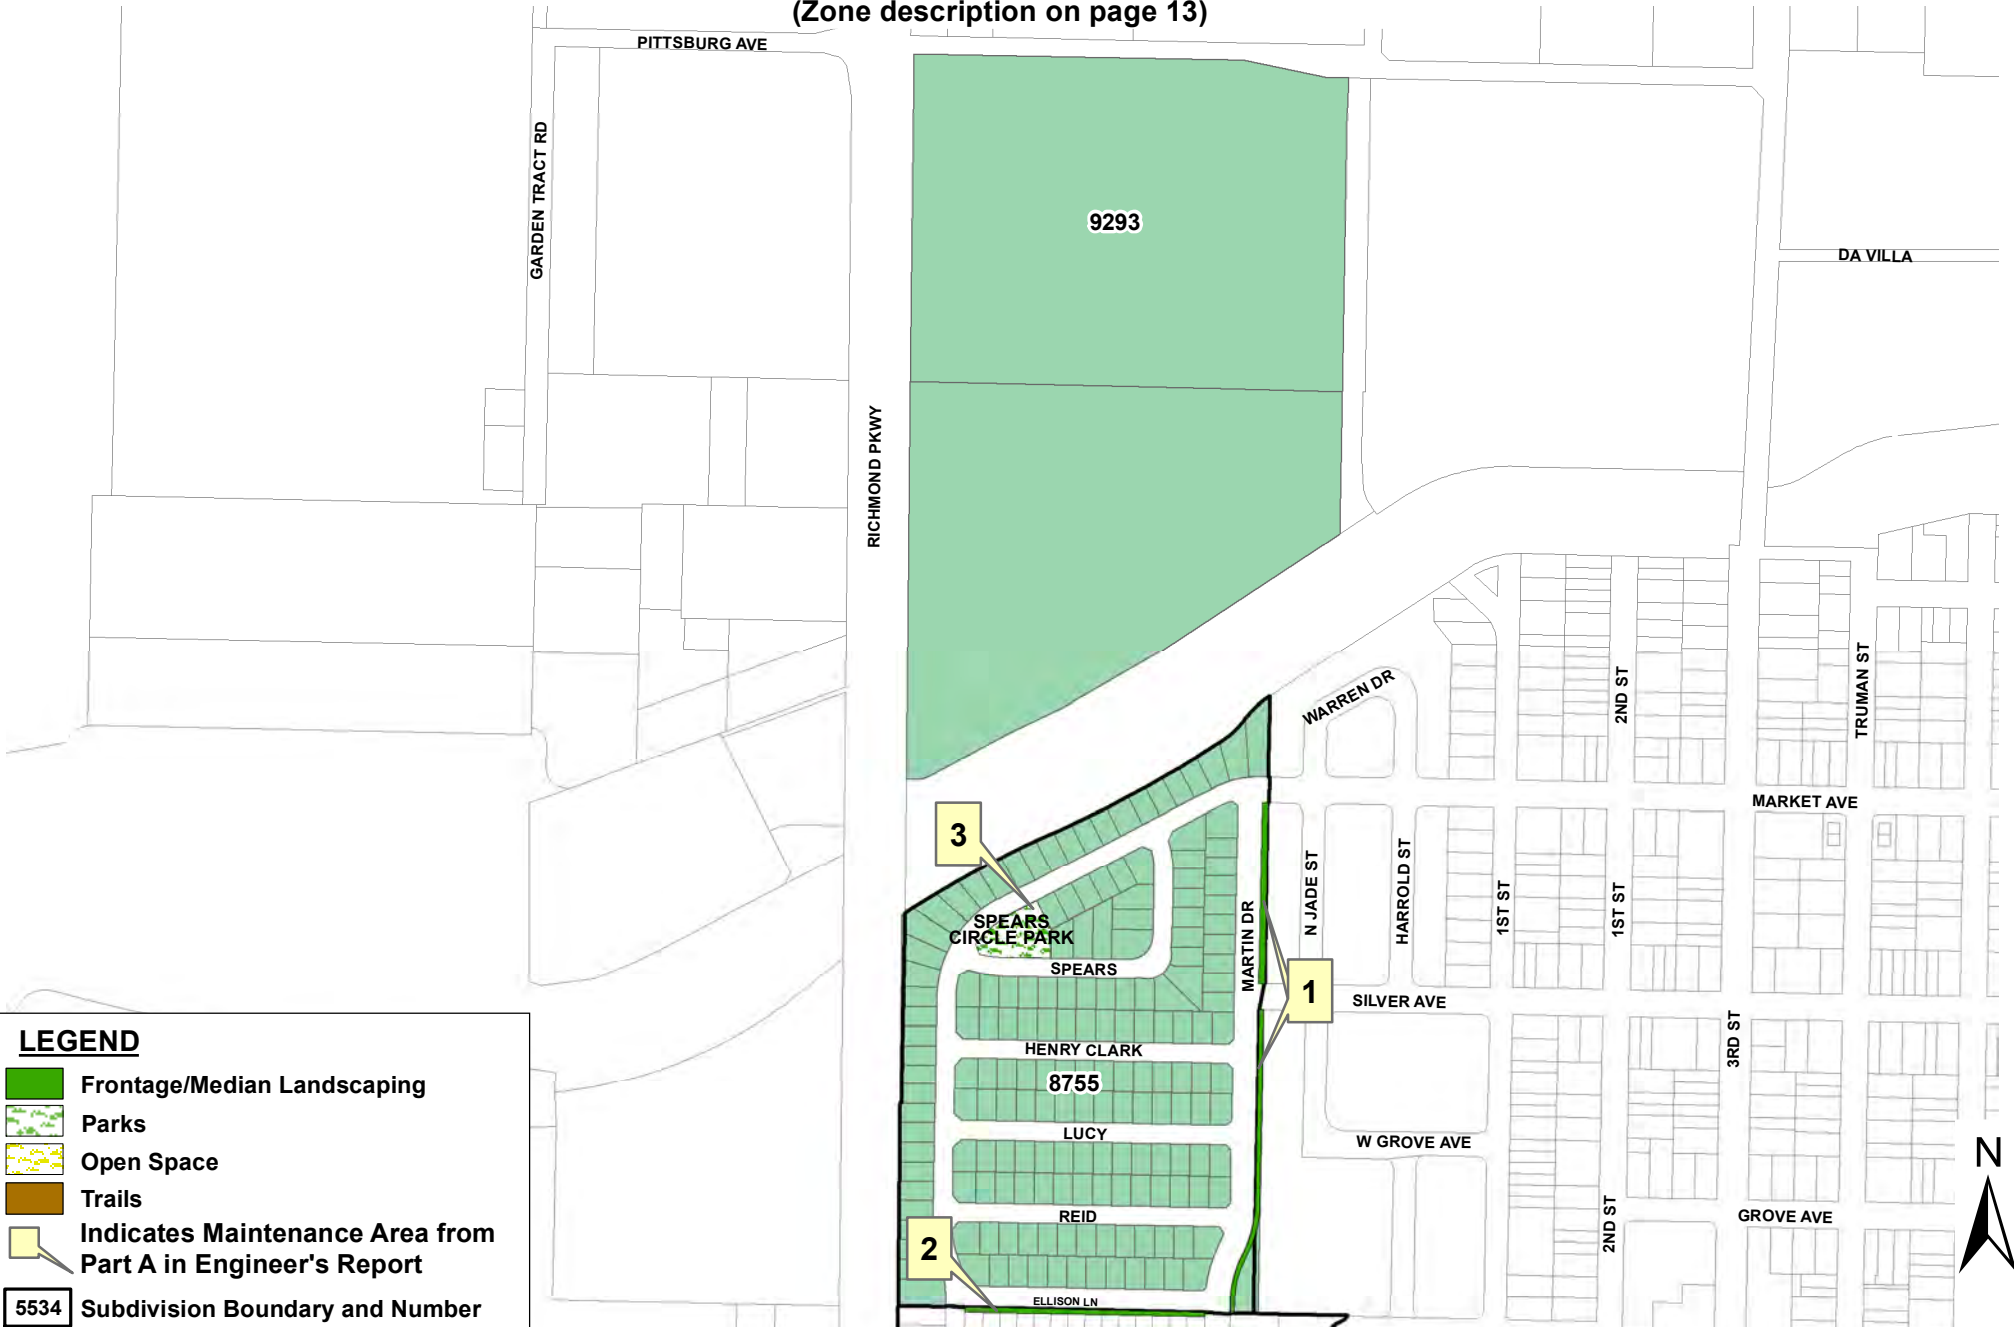 (Zone description on page 13)
PITTSBURG AVE
GARDEN TRACT RD
9293
DA VILLA
RICHMOND PKWY
WARREN DR
2ND ST
TRUMAN ST
MARKET AVE
3
N JADE ST
HARROLD ST
1ST ST
1ST ST
SPEARS
CIRCLE PARK
MARTIN DR
SPEARS
1
SILVER AVE
3RD ST
HENRY CLARK
8755
LUCY
W GROVE AVE
REID
GROVE AVE
2ND ST
2
ELLISON LN
N
LEGEND
Frontage/Median Landscaping
Parks
Open Space
Trails
Indicates Maintenance Area from
Part A in Engineer's Report
5534 Subdivision Boundary and Number